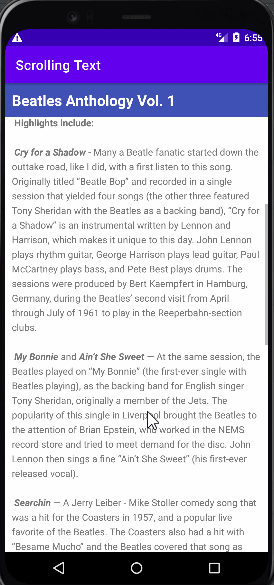 6:55
Scrolling Text
Beatles Anthology Vol. 1
Highlights include:
Cry for a Shadow - Many a Beatle fanatic started down the
outtake road, like I did, with a first listen to this song.
Originally titled “Beatle Bop” and recorded in a single
session that yielded four songs (the other three featured
Tony Sheridan with the Beatles as a backing band), “Cry for
a Shadow” is an instrumental written by Lennon and
Harrison, which makes it unique to this day. John Lennon
plays rhythm guitar, George Harrison plays lead guitar, Paul
McCartney plays bass, and Pete Best plays drums. The
sessions were produced by Bert Kaempfert in Hamburg,
Germany, during the Beatles’ second visit from April
through July of 1961 to play in the Reeperbahn-section
clubs.
My Bonnie and Ain’t She Sweet — At the same session, the
Beatles played on “My Bonnie” (the first-ever single with
Beatles playing), as the backing band for English singer
Tony Sheridan, originally a member of the Jets. The
popularity of this single in Liverpool brought the Beatles to
the attention of Brian Epstein, who worked in the NEMS
record store and tried to meet demand for the disc. John
Lennon then sings a fine “Ain’t She Sweet” (his first-ever
released vocal).
Searchin — A Jerry Leiber - Mike Stoller comedy song that
was a hit for the Coasters in 1957, and a popular live
favorite of the Beatles. The Coasters also had a hit with
“Besame Mucho” and the Beatles covered that song as